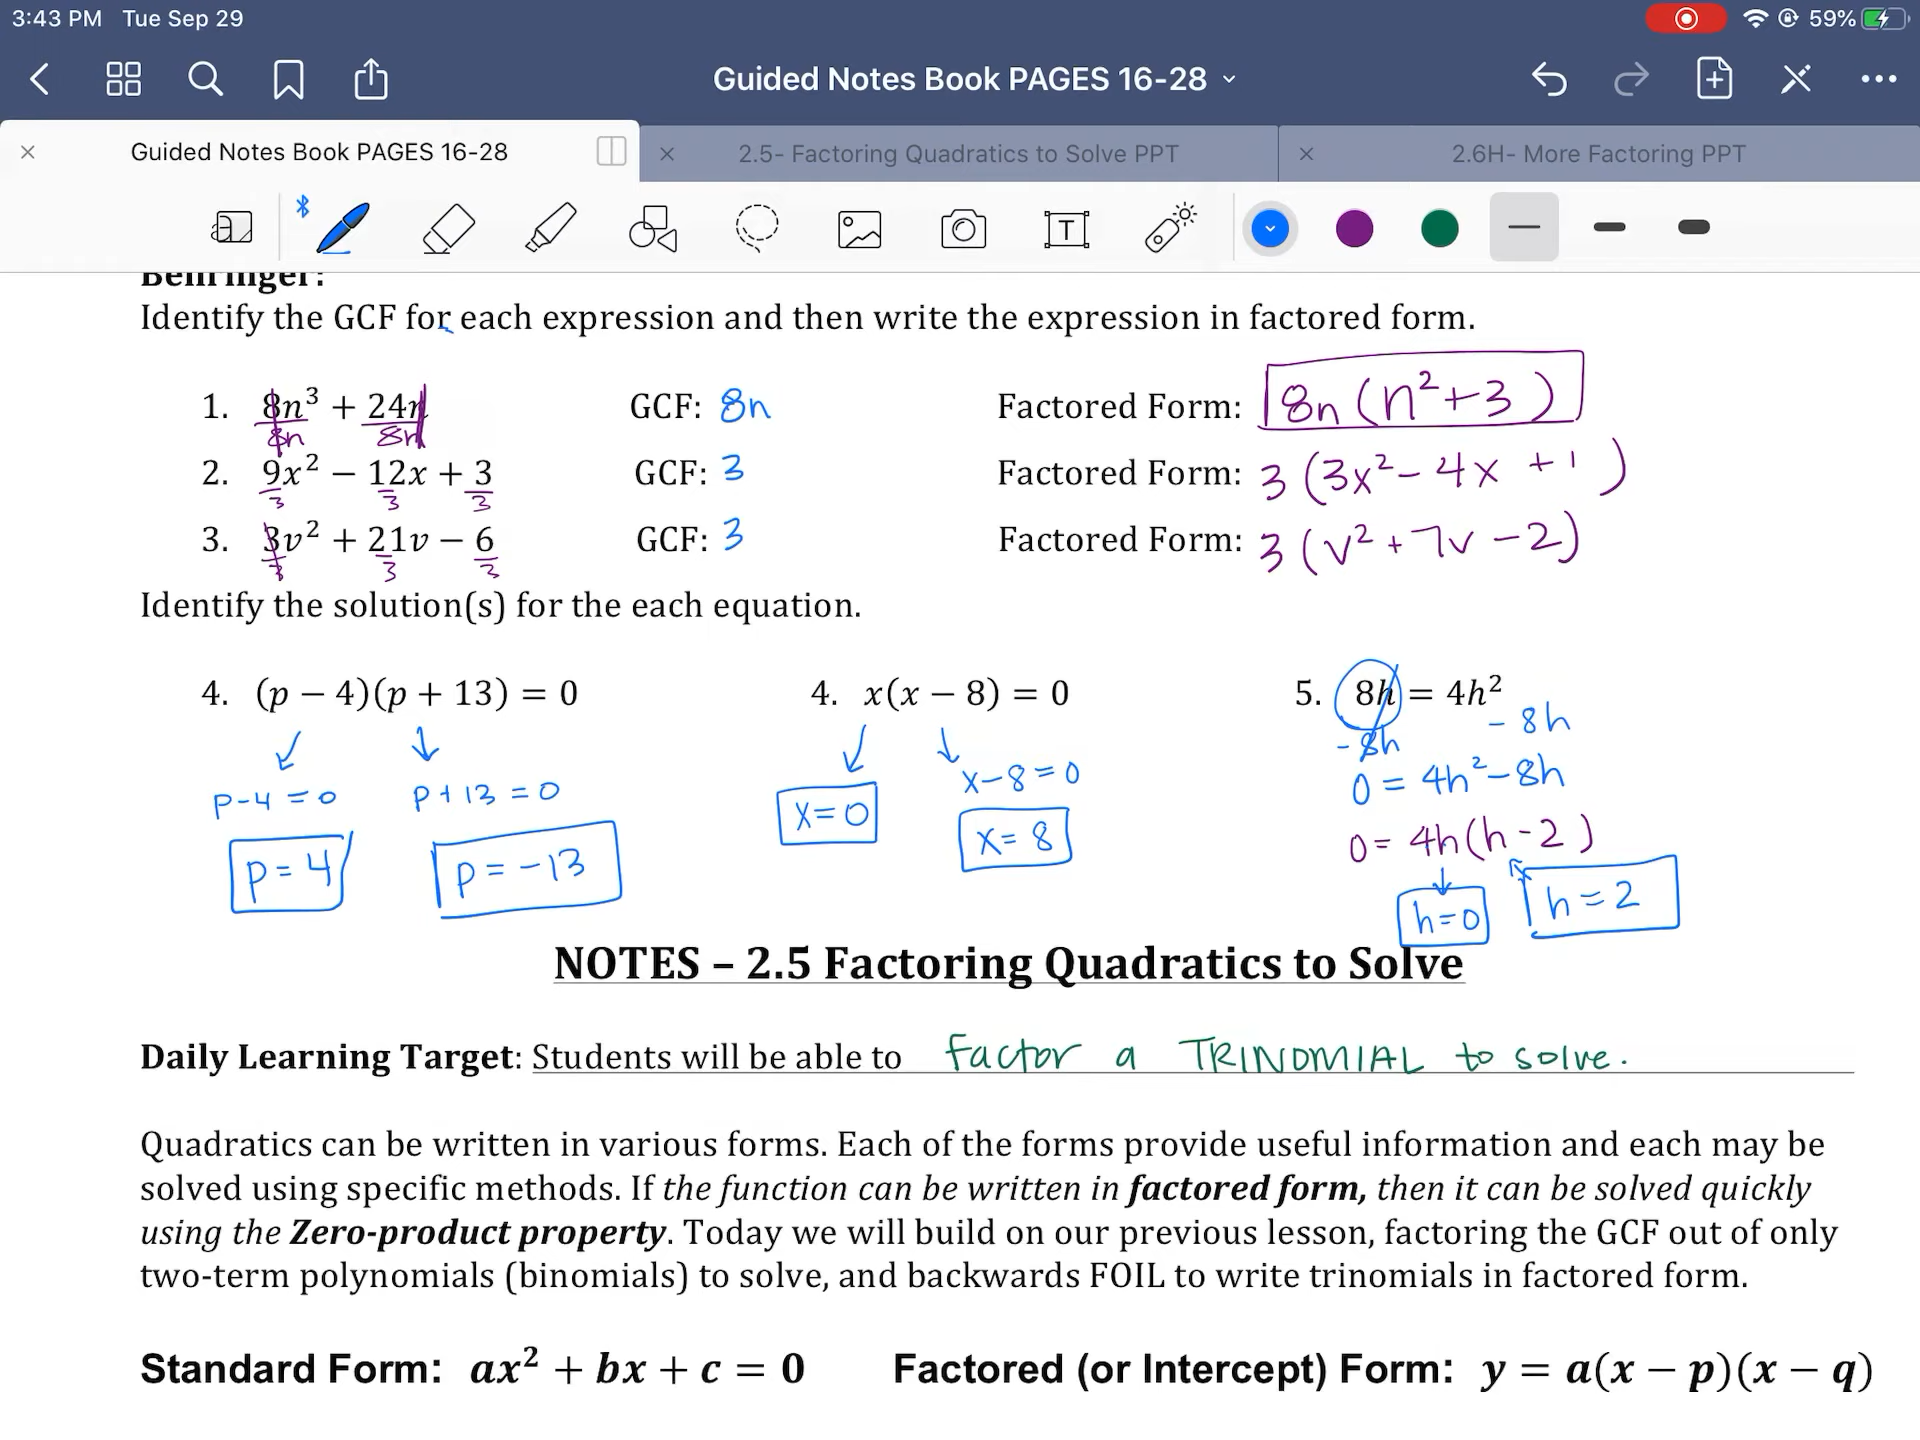 3:43 PM Tue Sep 29 59%
Guided Notes Book PAGES 16-28
Guided Notes Book PAGES 16-28 2.5- Factoring Quadratics to Solve PPT 2.6H- More Factoring PPT
Bellringer:
Identify the GCF for each expression and then write the expression in factored form.
1. 8n³ + 24n GCF: 8n Factored Form: 8n (n²+3)
8n 8n
2. 9x² − 12x + 3 GCF: 3 Factored Form: 3 (3x² − 4x + 1)
3 3 3
3. 3v² + 21v − 6 GCF: 3 Factored Form: 3 (v² + 7v − 2)
3 3 3
Identify the solution(s) for the each equation.
4. (p − 4)(p + 13) = 0 4. x(x − 8) = 0 5. 8h = 4h²
-8h -8h
p-4 = 0 p+13 = 0 x-8=0 0 = 4h²-8h
p=4 p=-13 x=0 x=8 0= 4h(h-2)
h=0 h=2
NOTES – 2.5 Factoring Quadratics to Solve
Daily Learning Target: Students will be able to factor a TRINOMIAL to solve.
Quadratics can be written in various forms. Each of the forms provide useful information and each may be
solved using specific methods. If the function can be written in factored form, then it can be solved quickly
using the Zero-product property. Today we will build on our previous lesson, factoring the GCF out of only
two-term polynomials (binomials) to solve, and backwards FOIL to write trinomials in factored form.
Standard Form: ax² + bx + c = 0 Factored (or Intercept) Form: y = a(x − p)(x − q)